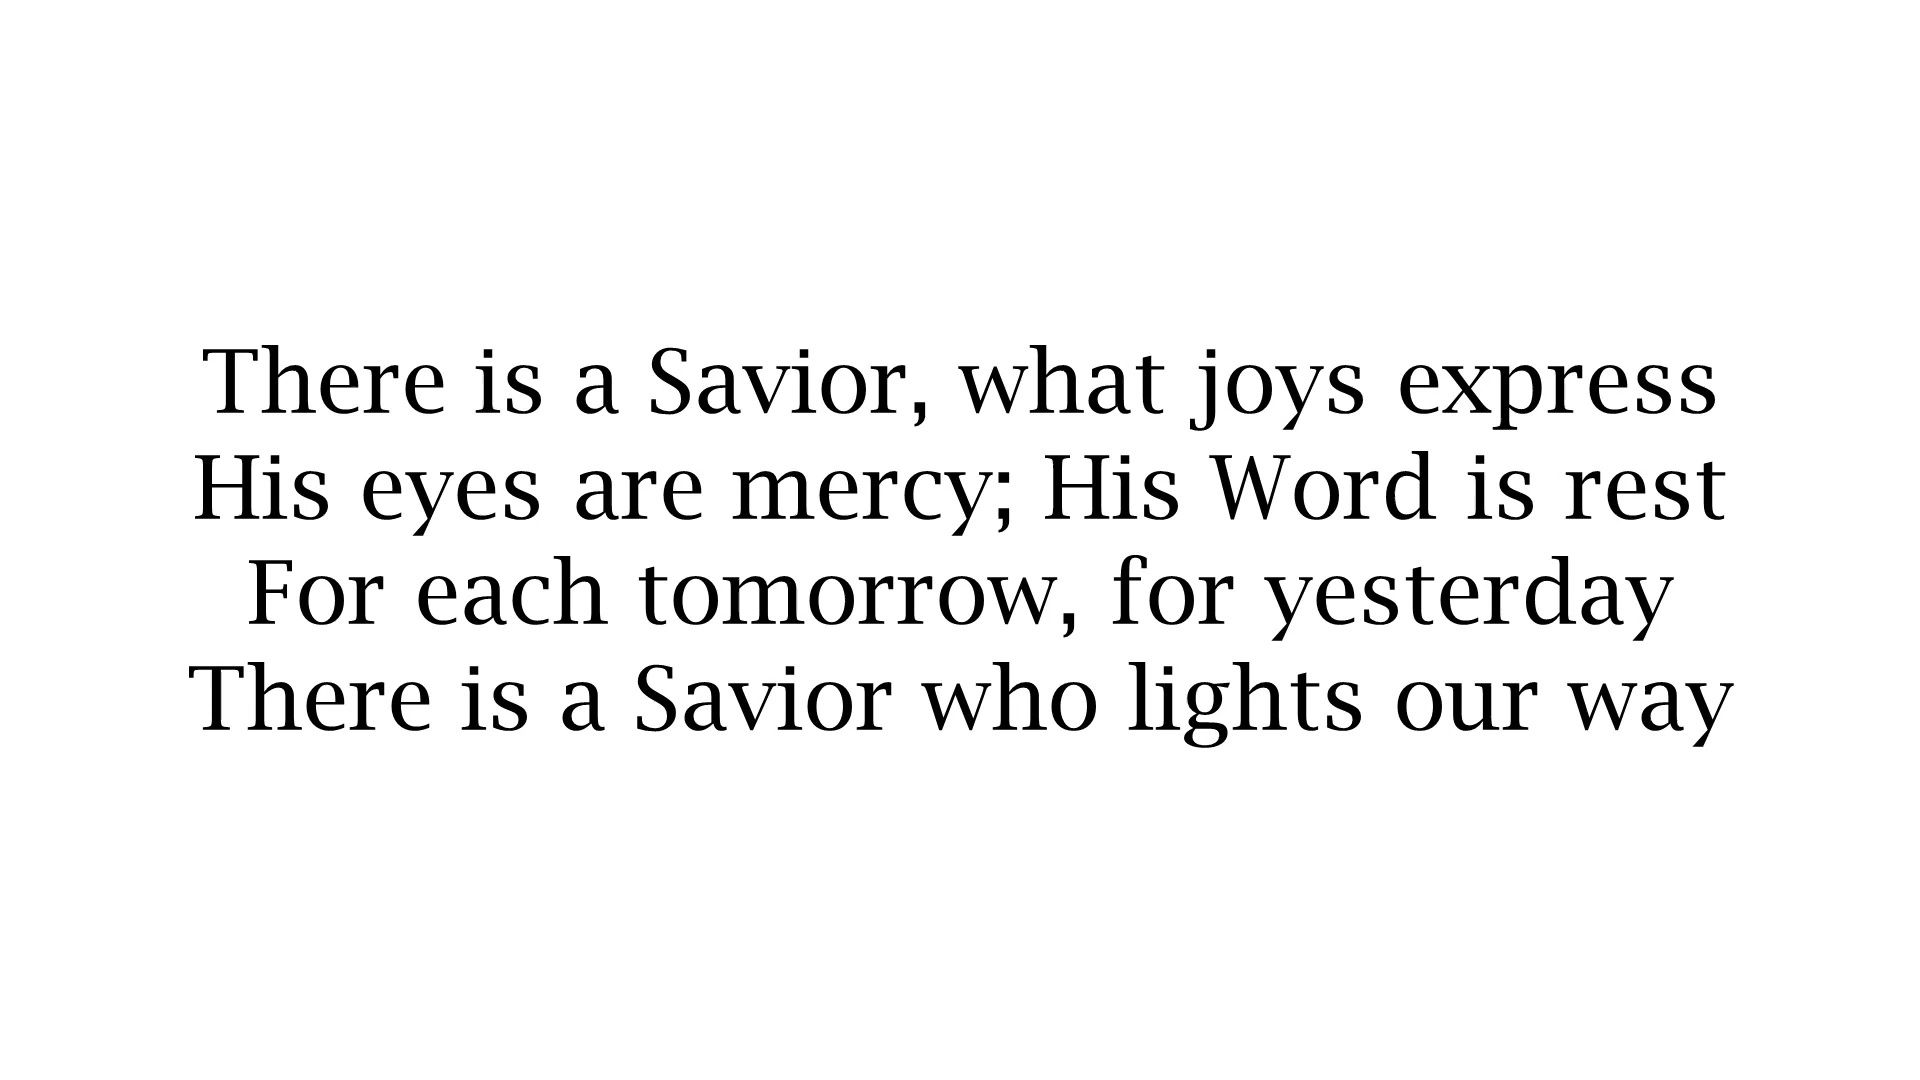 There is a Savior, what joys express
His eyes are mercy; His Word is rest
For each tomorrow, for yesterday
There is a Savior who lights our way